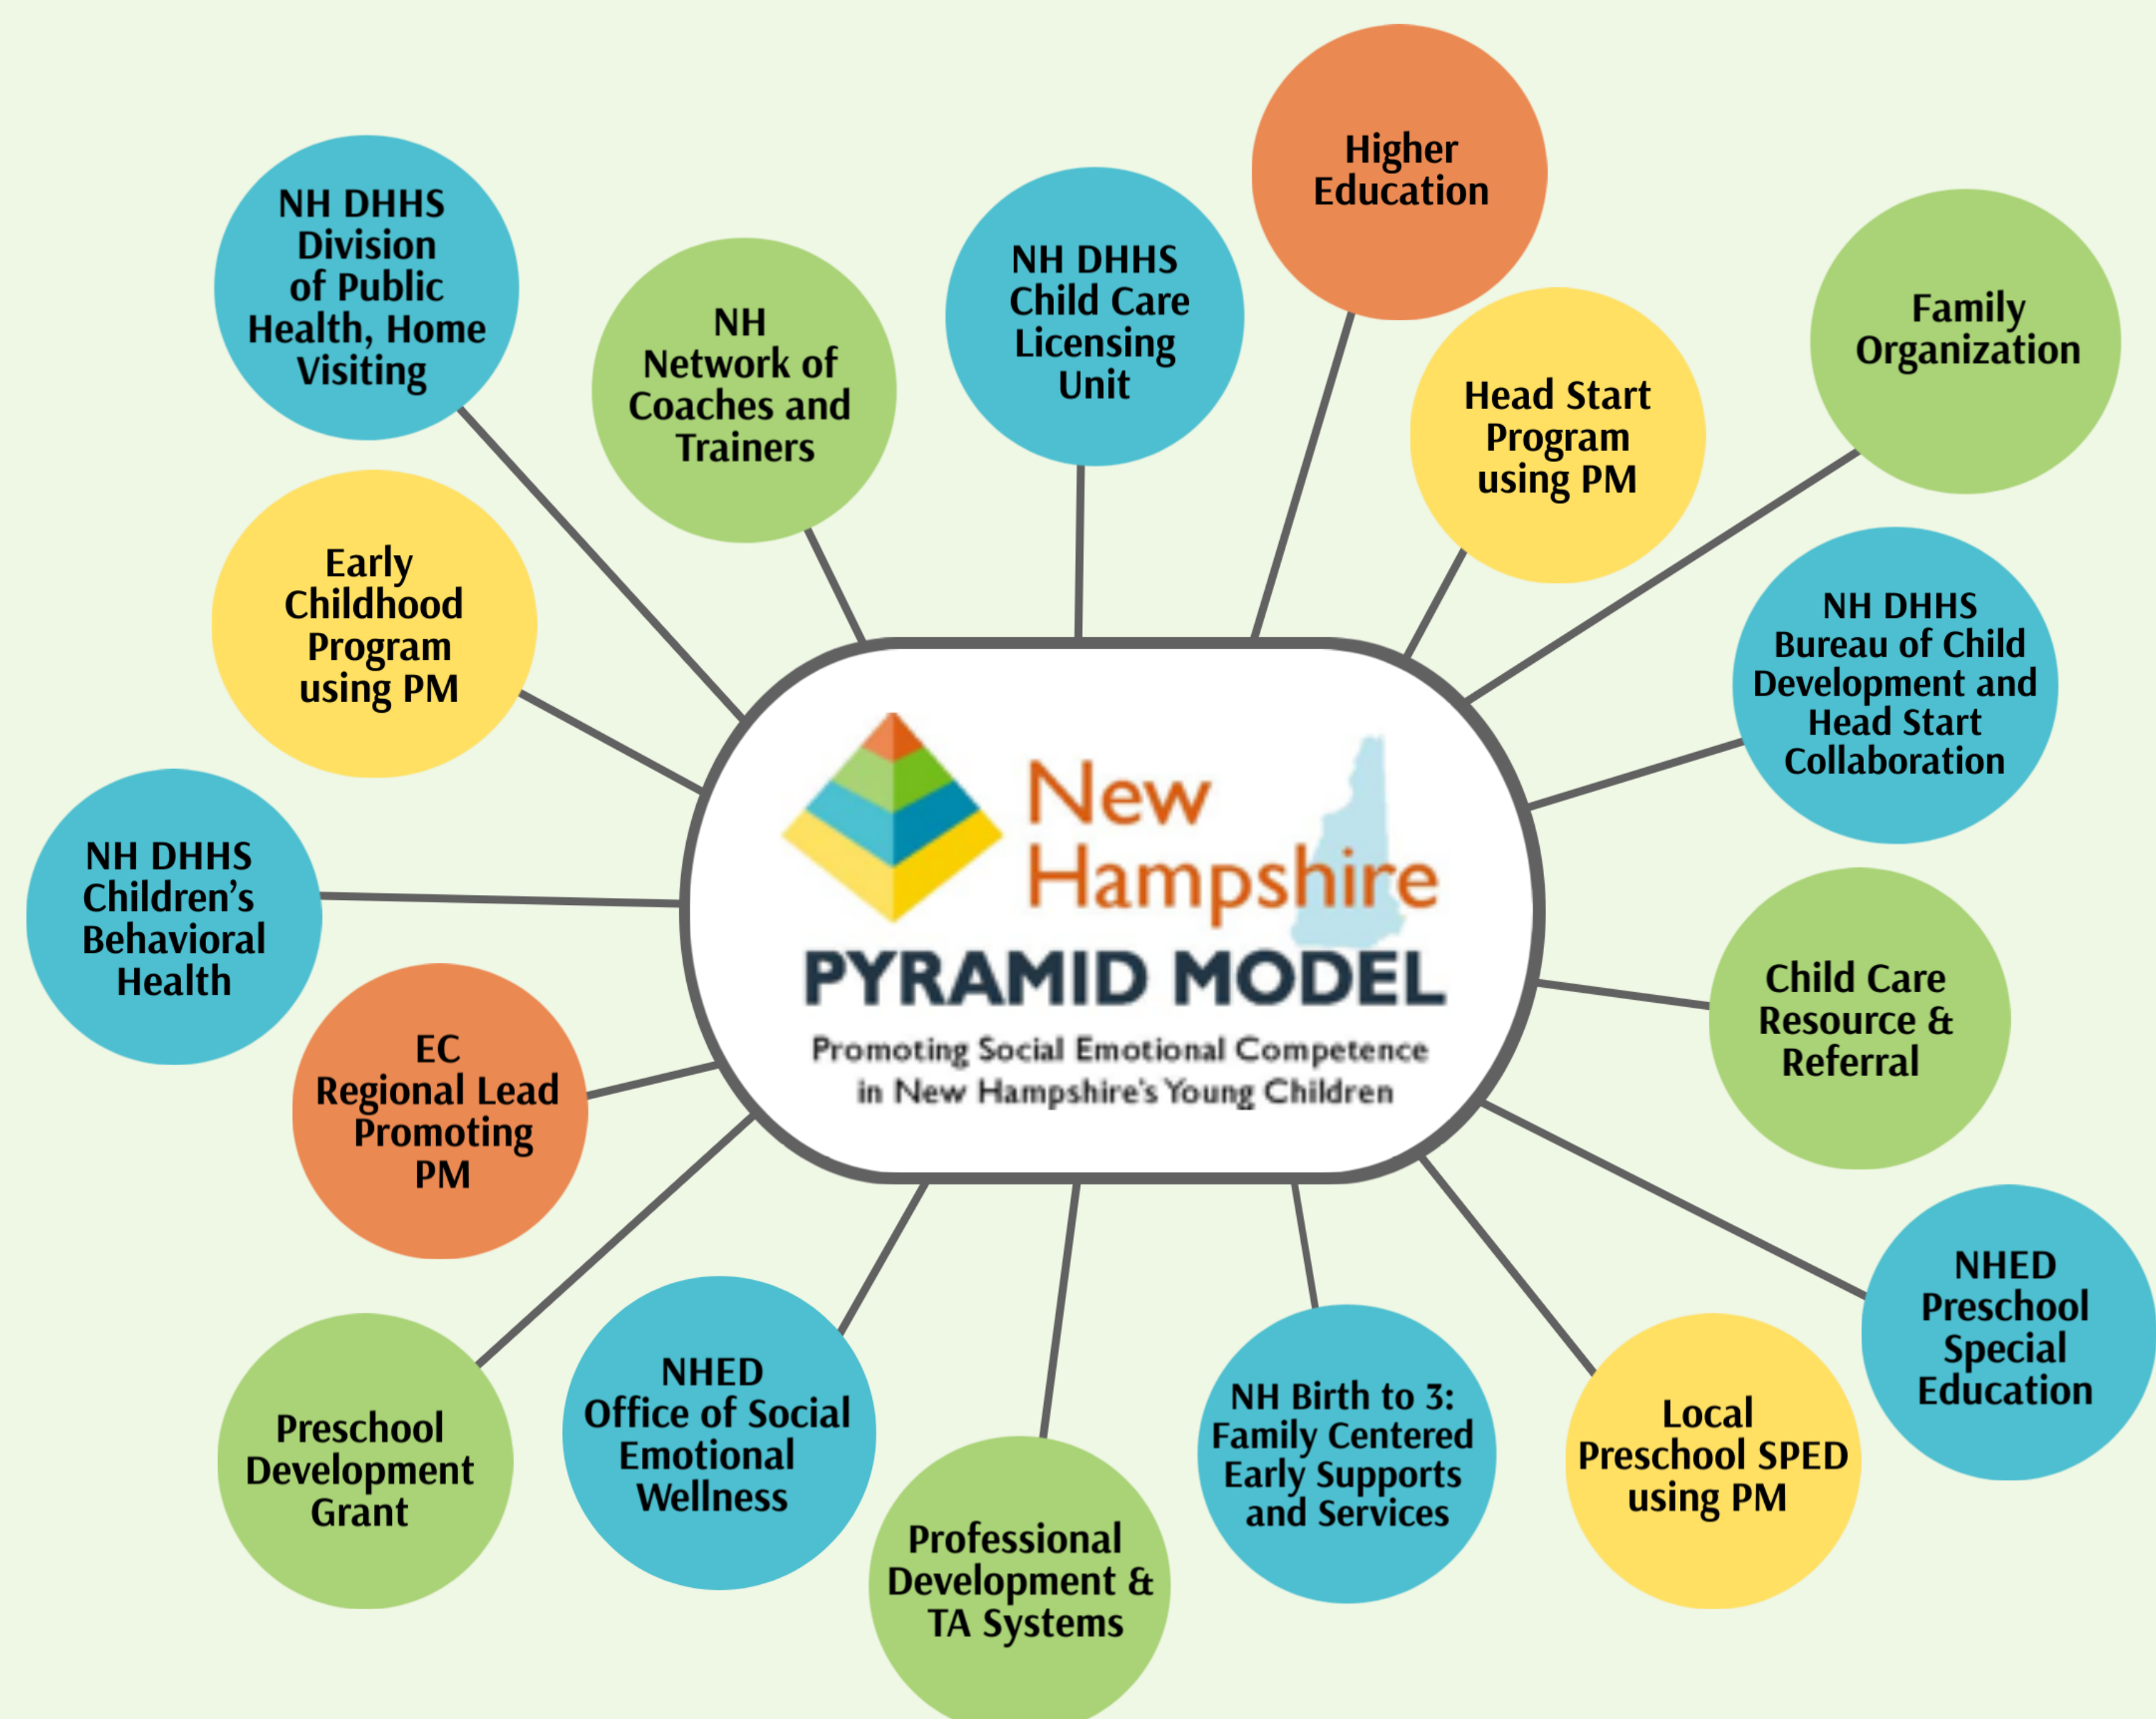 Higher
Education
NH DHHS
Division
of Public
Health, Home
Visiting
NH
Network of
Coaches and
Trainers
NH DHHS
Child Care
Licensing
Unit
Head Start
Program
using PM
Family
Organization
Early
Childhood
Program
using PM
NH DHHS
Bureau of Child
Development and
Head Start
Collaboration
New
Hampshire
PYRAMID MODEL
Promoting Social Emotional Competence
in New Hampshire's Young Children
NH DHHS
Children’s
Behavioral
Health
Child Care
Resource &
Referral
EC
Regional Lead
Promoting
PM
NHED
Preschool
Special
Education
Preschool
Development
Grant
NHED
Office of Social
Emotional
Wellness
Professional
Development &
TA Systems
NH Birth to 3:
Family Centered
Early Supports
and Services
Local
Preschool SPED
using PM